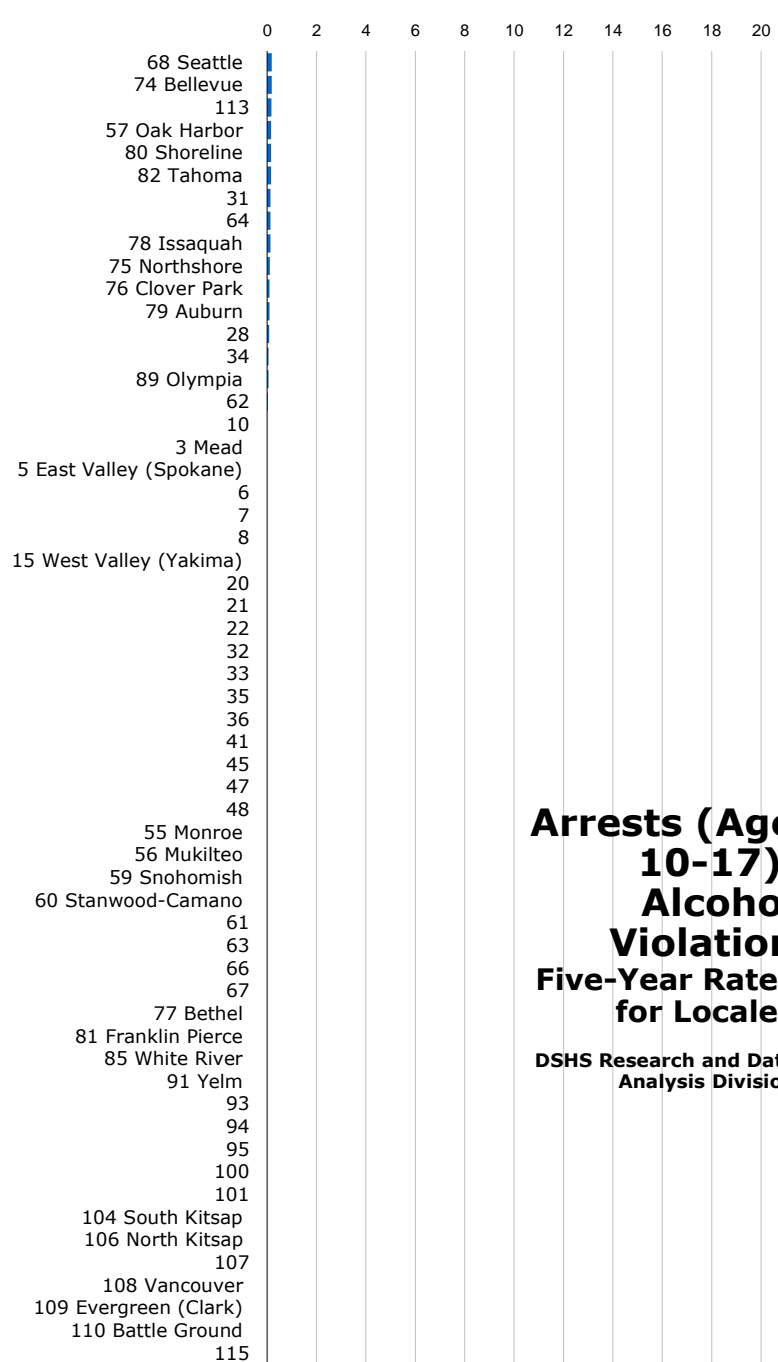 0 2 4 6 8 10 12 14 16 18 20
68 Seattle
74 Bellevue
113
57 Oak Harbor
80 Shoreline
82 Tahoma
31
64
78 Issaquah
75 Northshore
76 Clover Park
79 Auburn
28
34
89 Olympia
62
10
3 Mead
5 East Valley (Spokane)
6
7
8
15 West Valley (Yakima)
20
21
22
32
33
35
36
41
45
47
48
55 Monroe
56 Mukilteo
59 Snohomish
60 Stanwood-Camano
61
63
66
67
77 Bethel
81 Franklin Pierce
85 White River
91 Yelm
93
94
95
100
101
104 South Kitsap
106 North Kitsap
107
108 Vancouver
109 Evergreen (Clark)
110 Battle Ground
115
Arrests (Age
10-17)
Alcoho
Violation
Five-Year Rate
for Locale
DSHS Research and Dat
Analysis Divisio